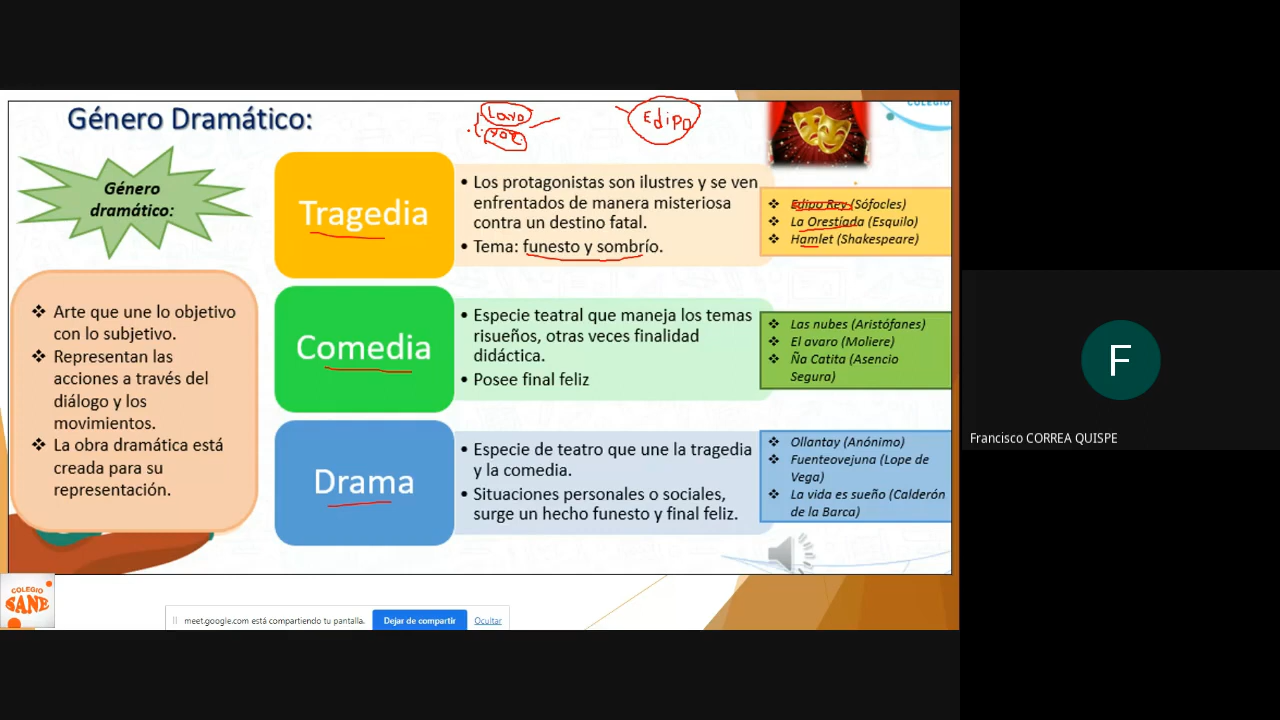 COLEGIO
Género Dramático:
Edipo
Género
dramático:
❖ Arte que une lo objetivo
con lo subjetivo.
❖ Representan las
acciones a través del
diálogo y los
movimientos.
❖ La obra dramática está
creada para su
representación.
Tragedia
• Los protagonistas son ilustres y se ven
enfrentados de manera misteriosa
contra un destino fatal.
• Tema: funesto y sombrío.
❖ Edipo Rey (Sófocles)
❖ La Orestíada (Esquilo)
❖ Hamlet (Shakespeare)
Comedia
• Especie teatral que maneja los temas
risueños, otras veces finalidad
didáctica.
• Posee final feliz
❖ Las nubes (Aristófanes)
❖ El avaro (Moliere)
❖ Ña Catita (Asencio
Segura)
Drama
• Especie de teatro que une la tragedia
y la comedia.
• Situaciones personales o sociales,
surge un hecho funesto y final feliz.
❖ Ollantay (Anónimo)
❖ Fuenteovejuna (Lope de
Vega)
❖ La vida es sueño (Calderón
de la Barca)
COLEGIO
SANE
meet.google.com está compartiendo tu pantalla.
Dejar de compartir
Ocultar
F
Francisco CORREA QUISPE